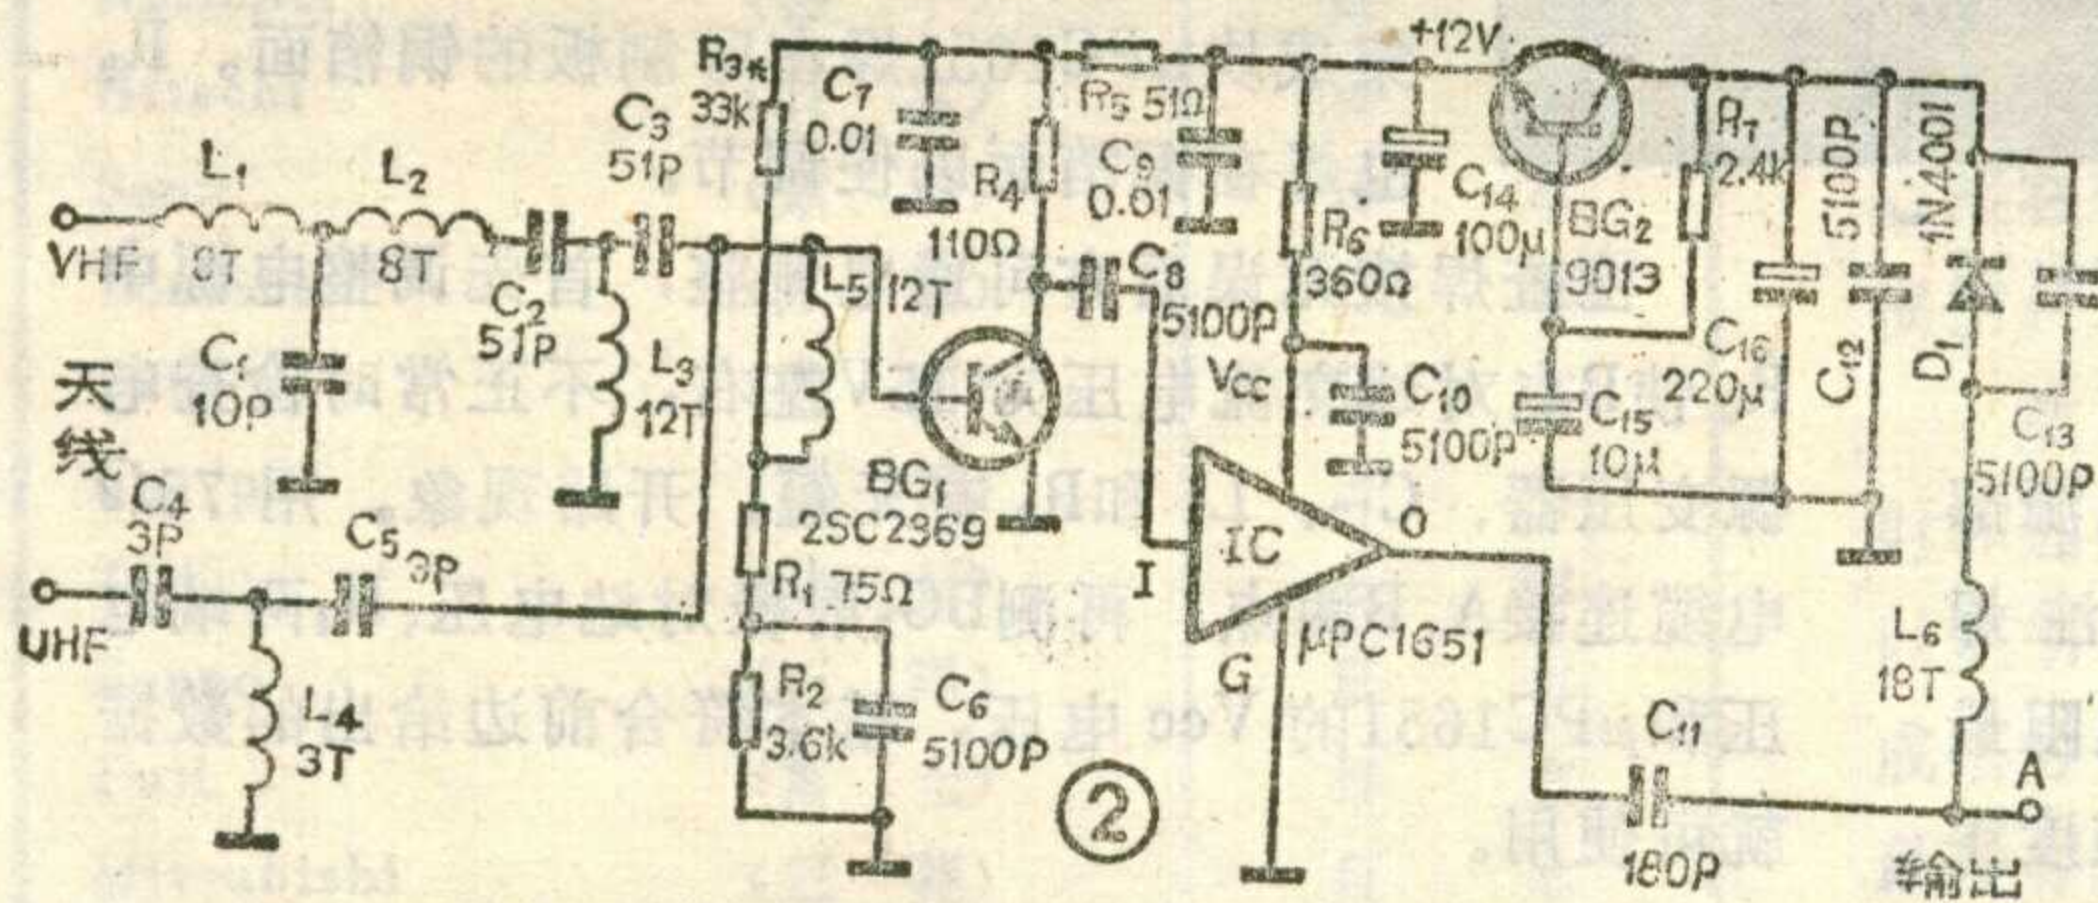 +12V
R3* 33k
C7 0.01
R5 51Ω
C3 51P
L1
L2
VHF
8T
R4 110Ω
C9 0.01
R6 360Ω
C14 100μ
BG2 9013
R7 2.4k
5100P
C12
1N4001
D1
C13 5100P
C16 220μ
C15 10μ
C2 51P
L3 12T
L5 12T
C8 5100P
Vcc
C10 5100P
C1 10P
天线
BG1 2SC2369
C4 3P
C5 3P
R1 75Ω
UHF
L4 3T
R2 3.6k
C6 5100P
I
IC
O
G
μPC1651
L6 18T
C11 180P
A
输出
②